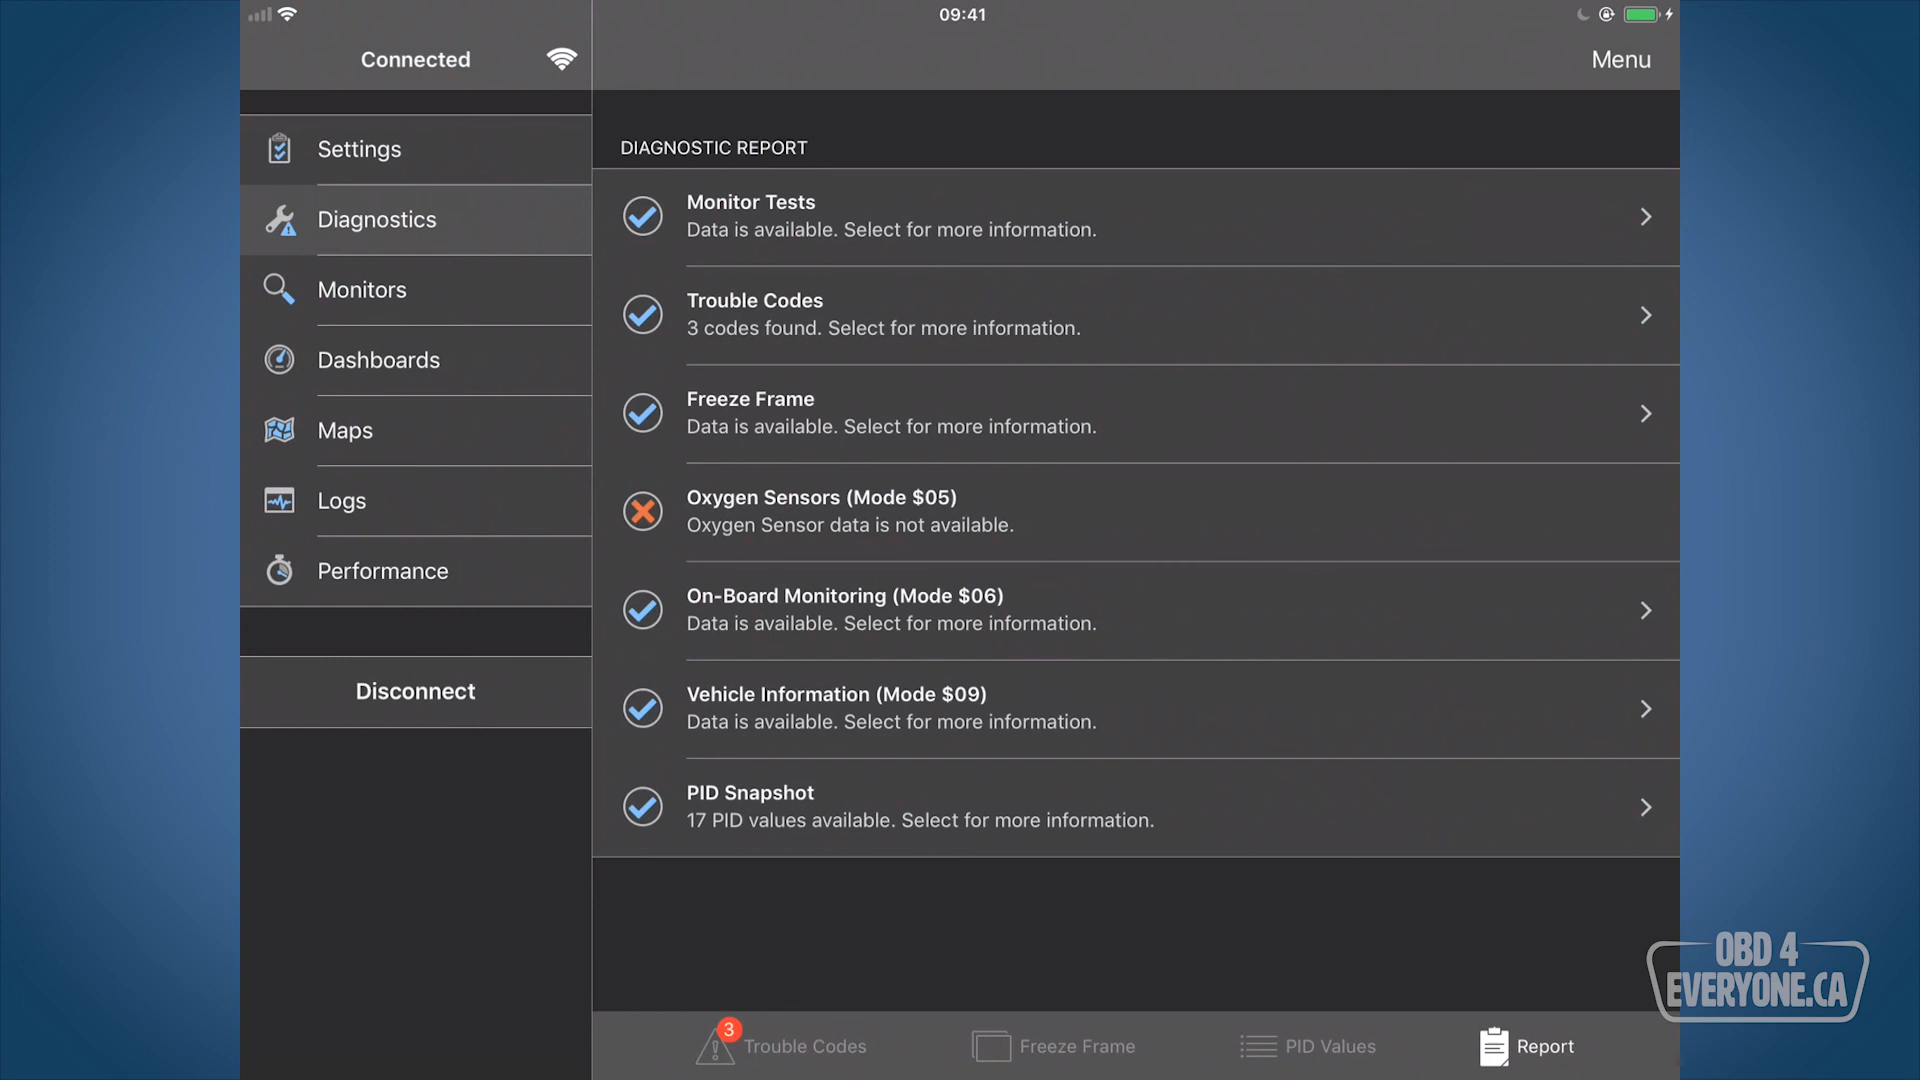 09:41
Connected
Menu
Settings
Diagnostics
Monitors
Dashboards
Maps
Logs
Performance
Disconnect
DIAGNOSTIC REPORT
Monitor Tests
Data is available. Select for more information.
Trouble Codes
3 codes found. Select for more information.
Freeze Frame
Data is available. Select for more information.
Oxygen Sensors (Mode $05)
Oxygen Sensor data is not available.
On-Board Monitoring (Mode $06)
Data is available. Select for more information.
Vehicle Information (Mode $09)
Data is available. Select for more information.
PID Snapshot
17 PID values available. Select for more information.
3
Trouble Codes
Freeze Frame
PID Values
Report
OBD 4
EVERYONE.CA